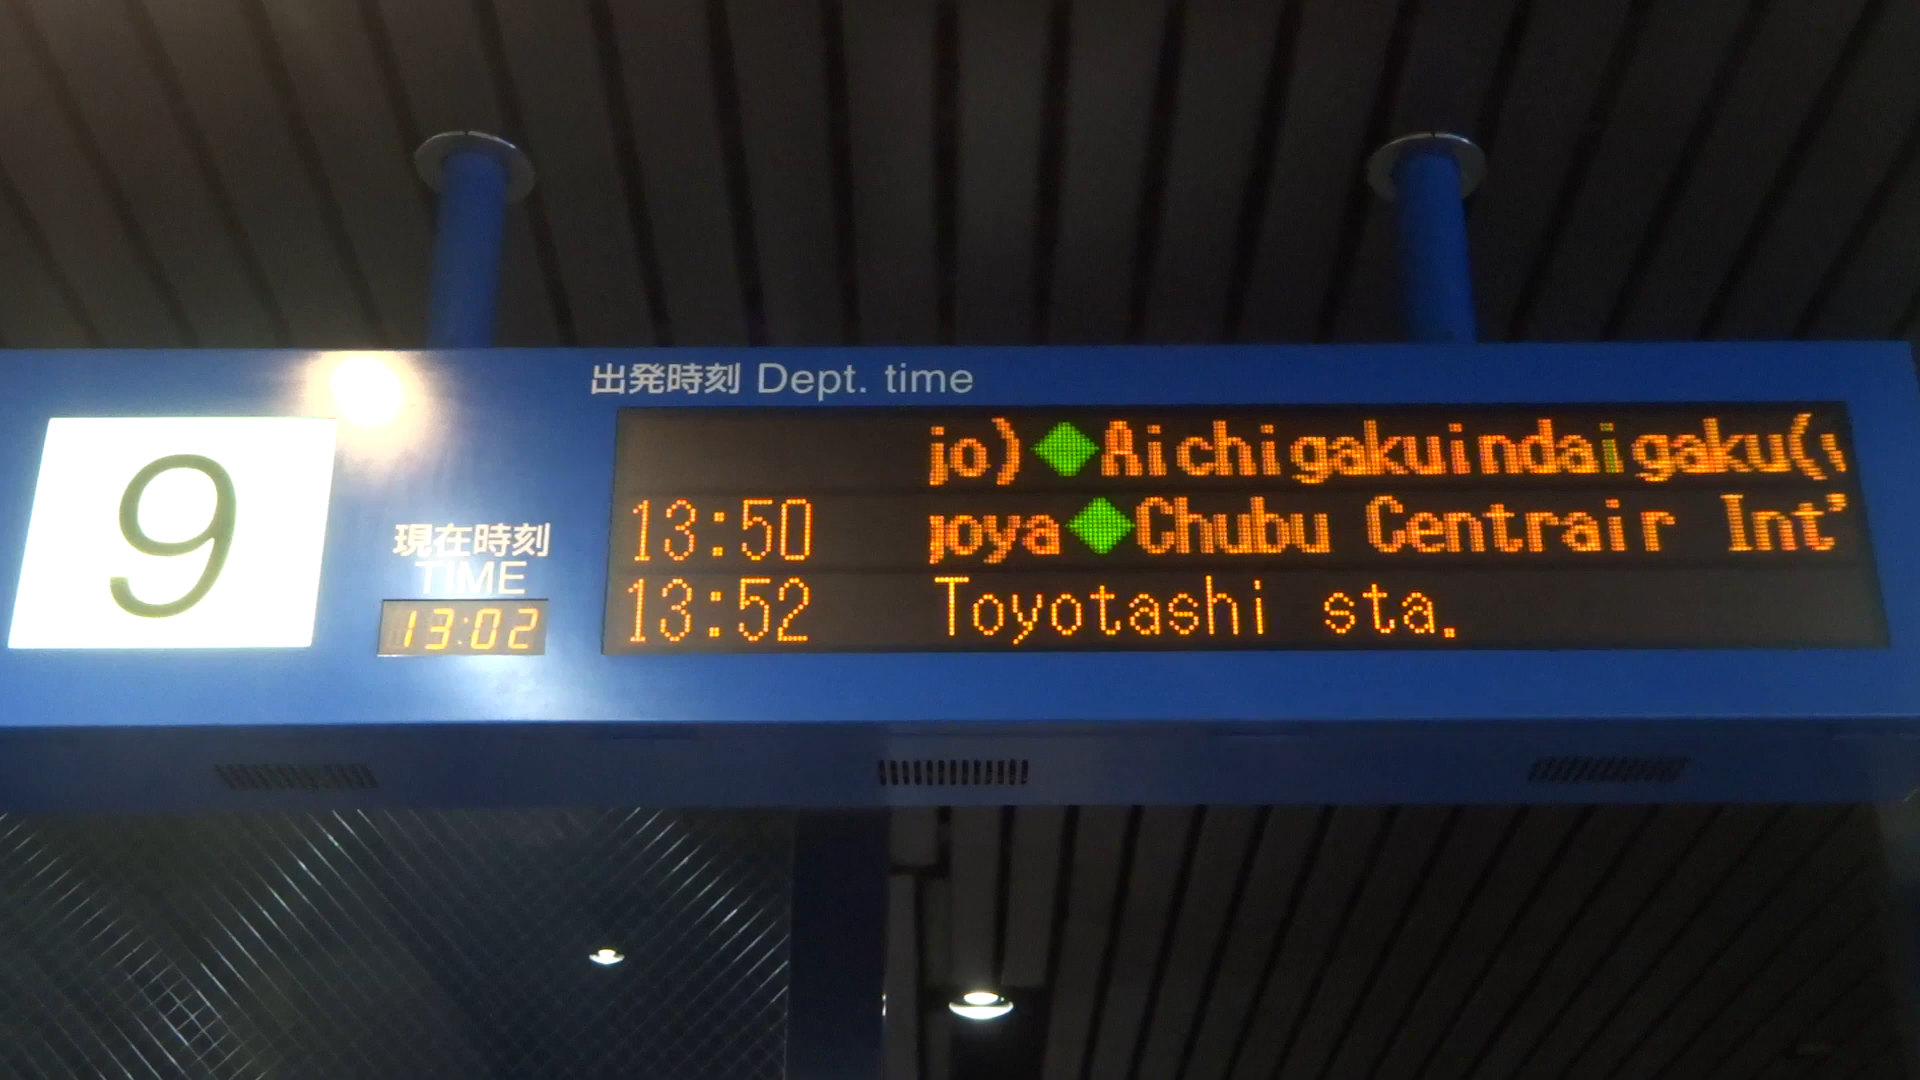 出発時刻 Dept. time
9
現在時刻
TIME
13:02
jo)◆Aichigakuindaigaku(
13:50 joya◆Chubu Centrair Int'
13:52 Toyotashi sta.